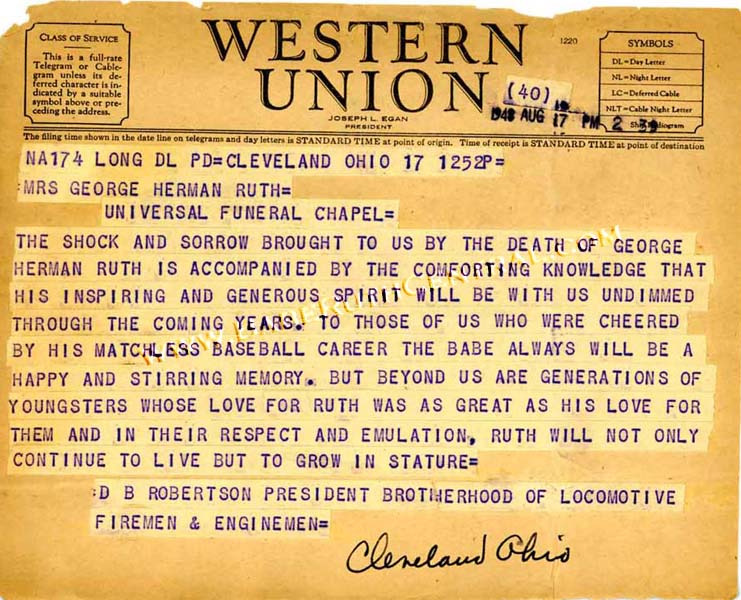 CLASS OF SERVICE
This is a full-rate
Telegram or Cable-
gram unless its de-
ferred character is in-
dicated by a suitable
symbol above or pre-
ceding the address.
WESTERN
UNION
JOSEPH L. EGAN
PRESIDENT
1220
SYMBOLS
DL=Day Letter
NL=Night Letter
LC=Deferred Cable
NLT=Cable Night Letter
(40)
1948 AUG 17 PM 2 39
The filing time shown in the date line on telegrams and day letters is STANDARD TIME at point of origin. Time of receipt is STANDARD TIME at point of destination
NA174 LONG DL PD=CLEVELAND OHIO 17 1252P=
:MRS GEORGE HERMAN RUTH=
UNIVERSAL FUNERAL CHAPEL=
THE SHOCK AND SORROW BROUGHT TO US BY THE DEATH OF GEORGE
HERMAN RUTH IS ACCOMPANIED BY THE COMFORTING KNOWLEDGE THAT
HIS INSPIRING AND GENEROUS SPIRIT WILL BE WITH US UNDIMMED
THROUGH THE COMING YEARS. TO THOSE OF US WHO WERE CHEERED
BY HIS MATCHLESS BASEBALL CAREER THE BABE ALWAYS WILL BE A
HAPPY AND STIRRING MEMORY. BUT BEYOND US ARE GENERATIONS OF
YOUNGSTERS WHOSE LOVE FOR RUTH WAS AS GREAT AS HIS LOVE FOR
THEM AND IN THEIR RESPECT AND EMULATION, RUTH WILL NOT ONLY
CONTINUE TO LIVE BUT TO GROW IN STATURE=
:D B ROBERTSON PRESIDENT BROTHERHOOD OF LOCOMOTIVE
FIREMEN & ENGINEMEN=
Cleveland Ohio